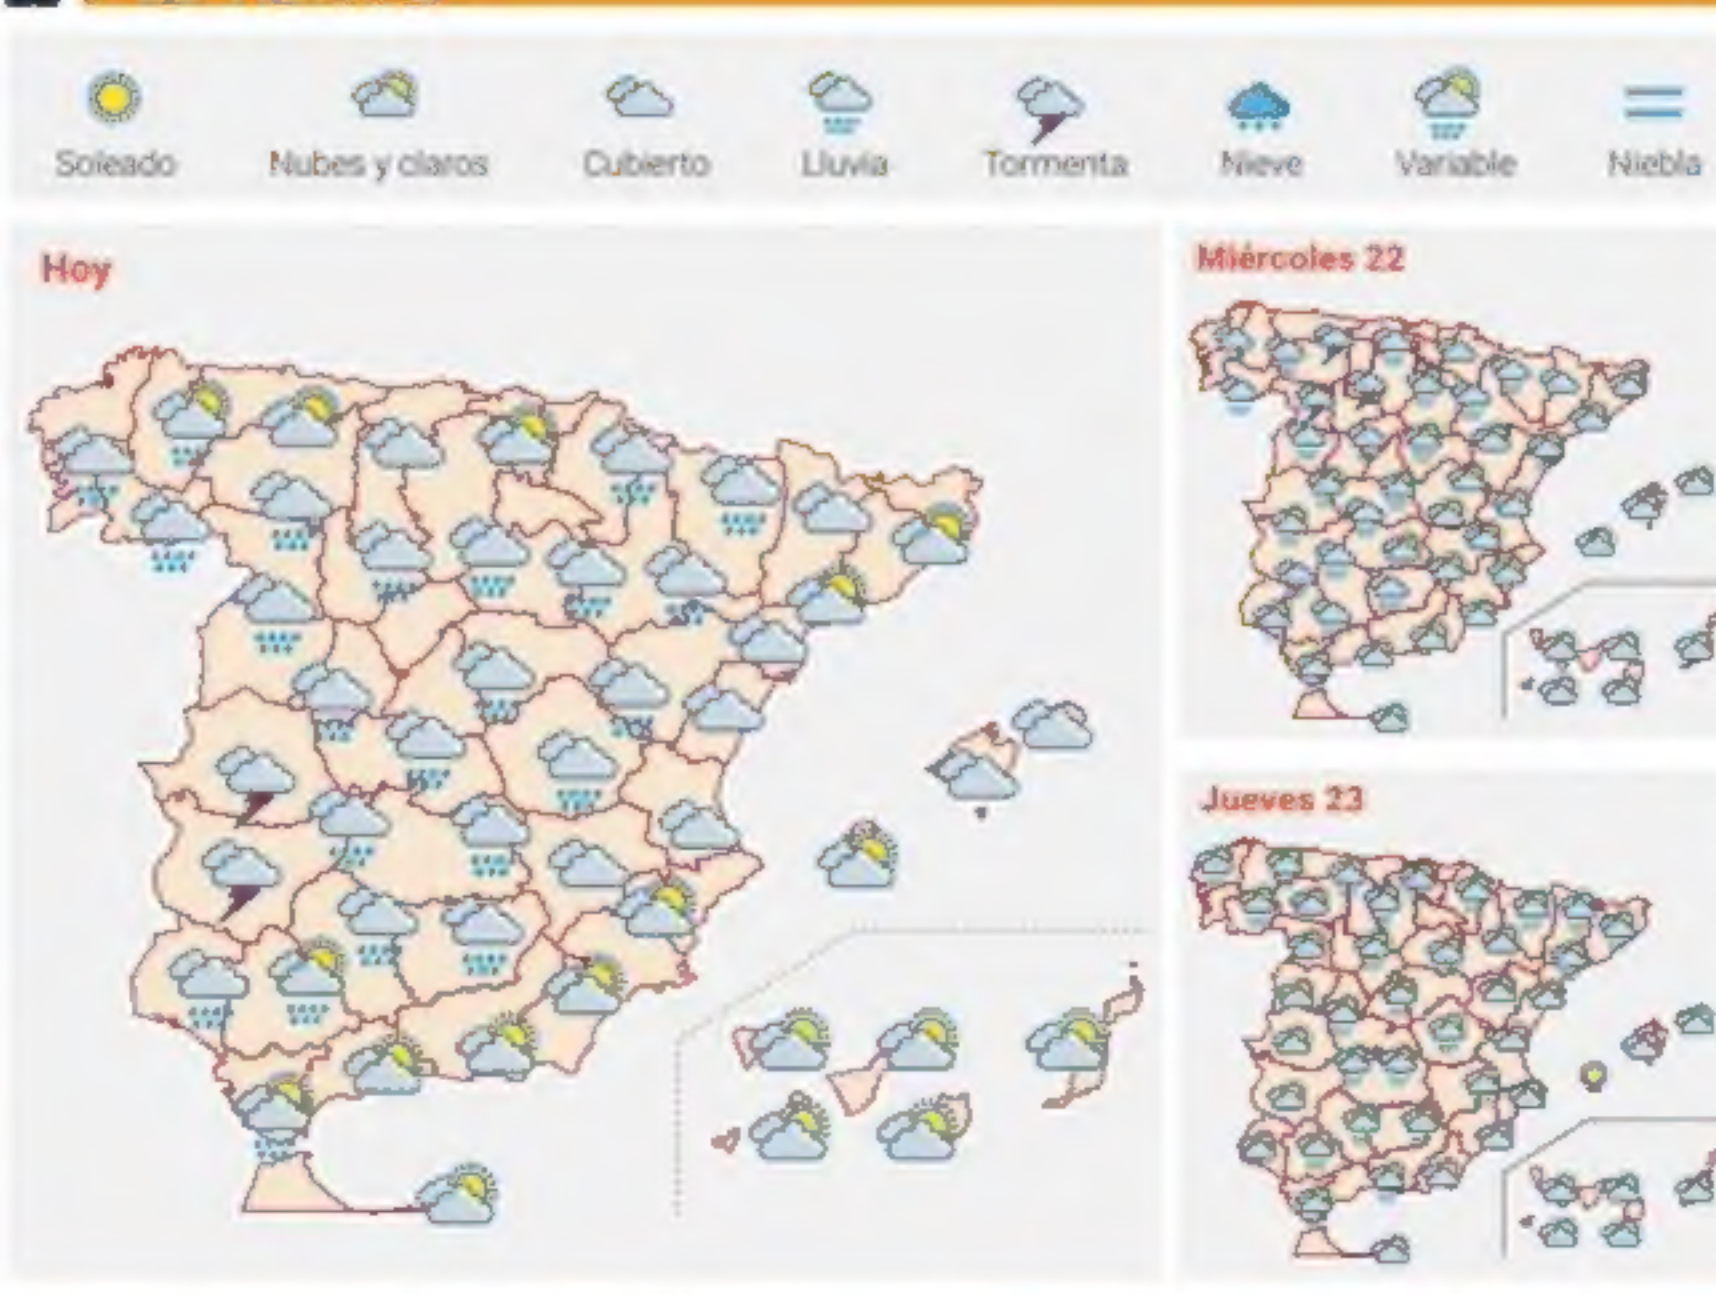 Soleado
Nubes y claros
Cubierto
Lluvia
Tormenta
Nieve
Variable
Niebla
Hoy
Miércoles 22
Jueves 23